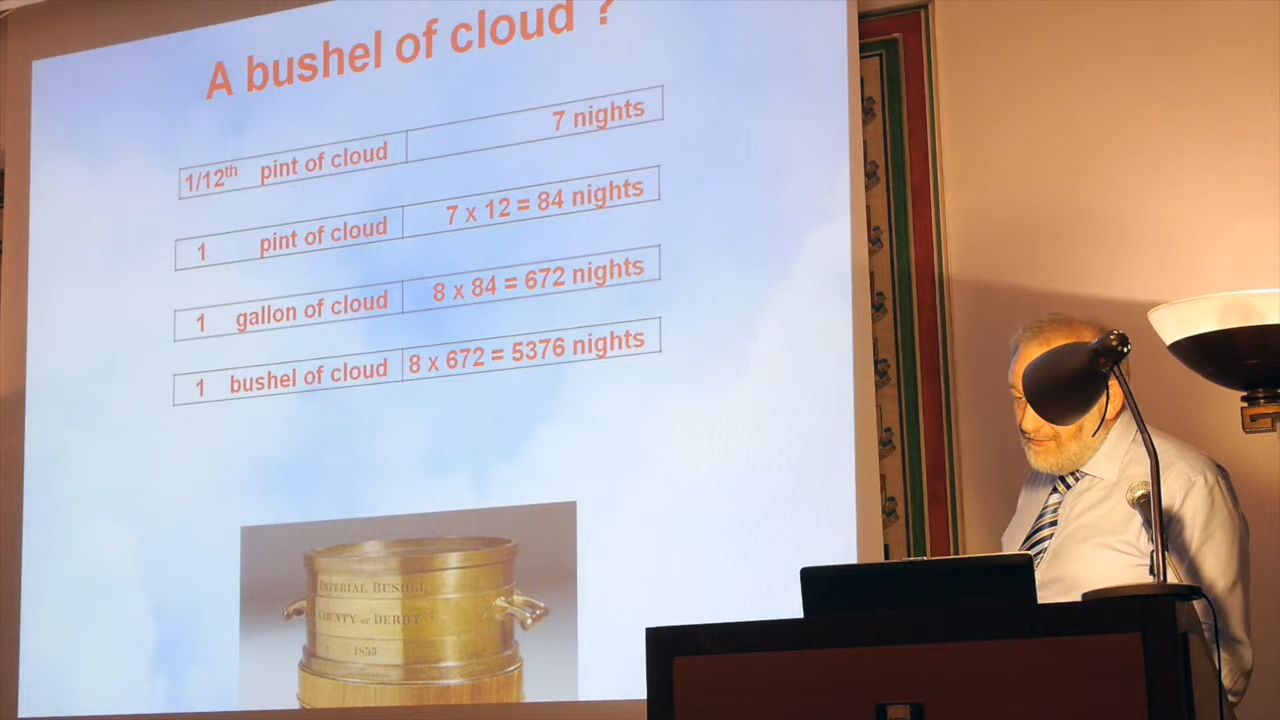 A bushel of cloud ?
1/12th pint of cloud 7 nights
1 pint of cloud 7 x 12 = 84 nights
1 gallon of cloud 8 x 84 = 672 nights
1 bushel of cloud 8 x 672 = 5376 nights
IMPERIAL BUSHEL
COUNTY OF DERBY
1855